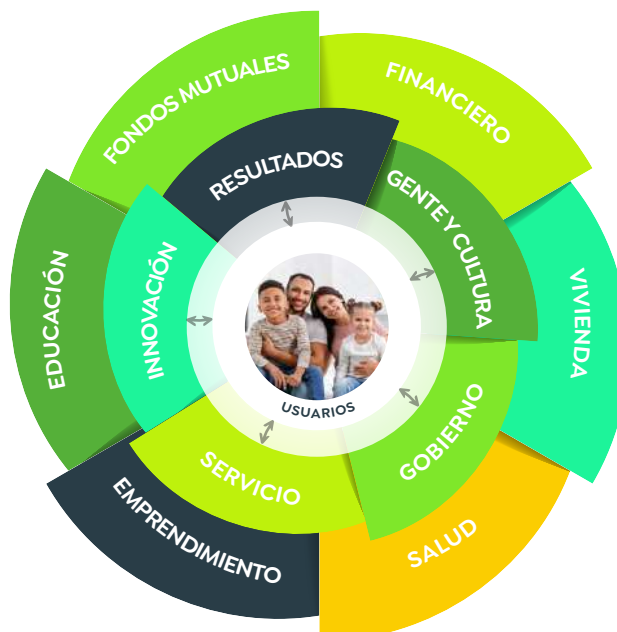 FONDOS MUTUALES
FINANCIERO
VIVIENDA
SALUD
EMPRENDIMIENTO
EDUCACIÓN
RESULTADOS
GENTE Y CULTURA
GOBIERNO
SERVICIO
INNOVACIÓN
USUARIOS